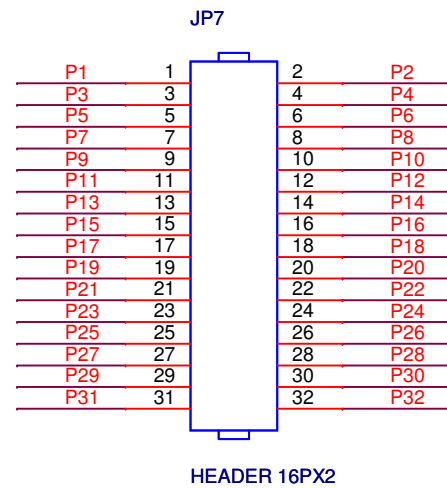 JP7
P1 1 2 P2
P3 3 4 P4
P5 5 6 P6
P7 7 8 P8
P9 9 10 P10
P11 11 12 P12
P13 13 14 P14
P15 15 16 P16
P17 17 18 P18
P19 19 20 P20
P21 21 22 P22
P23 23 24 P24
P25 25 26 P26
P27 27 28 P28
P29 29 30 P30
P31 31 32 P32
HEADER 16PX2